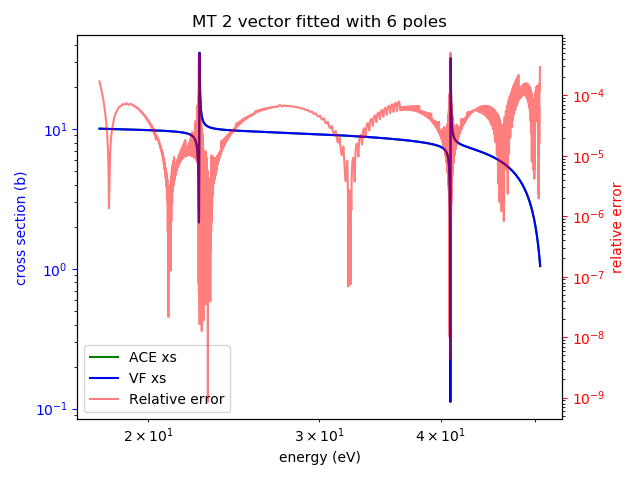 MT 2 vector fitted with 6 poles
cross section (b)
10¹
10⁰
10⁻¹
10⁻⁴
10⁻⁵
10⁻⁶
10⁻⁷
10⁻⁸
10⁻⁹
relative error
ACE xs
VF xs
Relative error
2 × 10¹
3 × 10¹
4 × 10¹
energy (eV)